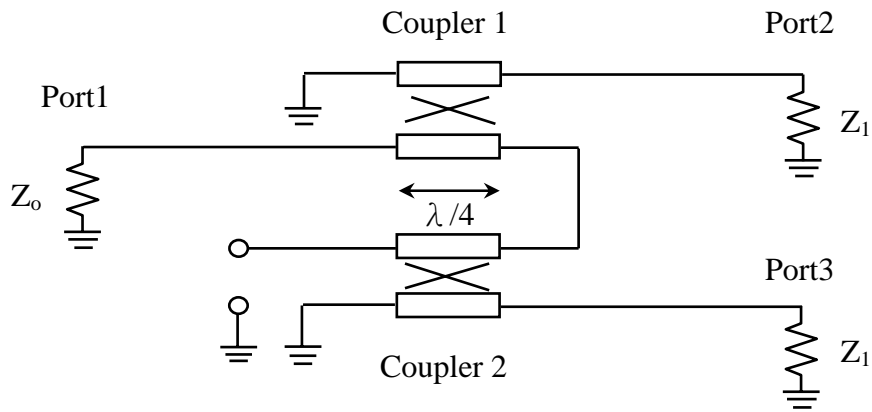 Coupler 1
Port2
Port1
Z₁
Zₒ
λ/4
Port3
Coupler 2
Z₁